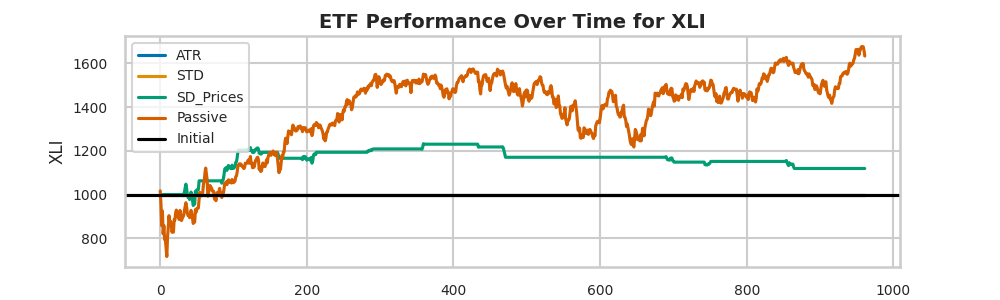 ETF Performance Over Time for XLI
ATR
STD
SD_Prices
Passive
Initial
XLI
1600
1400
1200
1000
800
0 200 400 600 800 1000